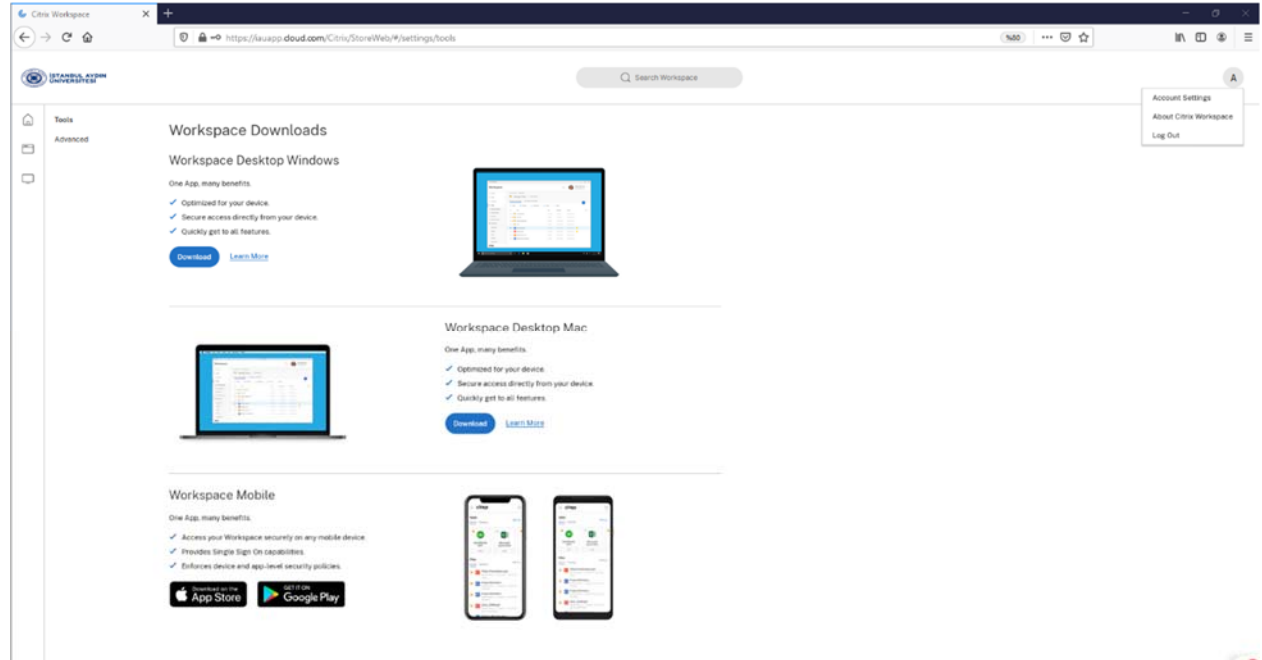 Citrix Workspace
https://iauapp.cloud.com/Citrix/StoreWeb/#/settings/tools
%80
İSTANBUL AYDIN
ÜNİVERSİTESİ
Search Workspace
A
Account Settings
About Citrix Workspace
Log Out
Tools
Advanced
Workspace Downloads
Workspace Desktop Windows
One App, many benefits.
Optimized for your device.
Secure access directly from your device.
Quickly get to all features.
Download Learn More
Workspace Desktop Mac
One App, many benefits.
Optimized for your device.
Secure access directly from your device.
Quickly get to all features.
Download Learn More
Workspace Mobile
One App, many benefits.
Access your Workspace securely on any mobile device
Provides Single Sign On capabilities.
Enforces device and app-level security policies.
Download on the
App Store
GET IT ON
Google Play